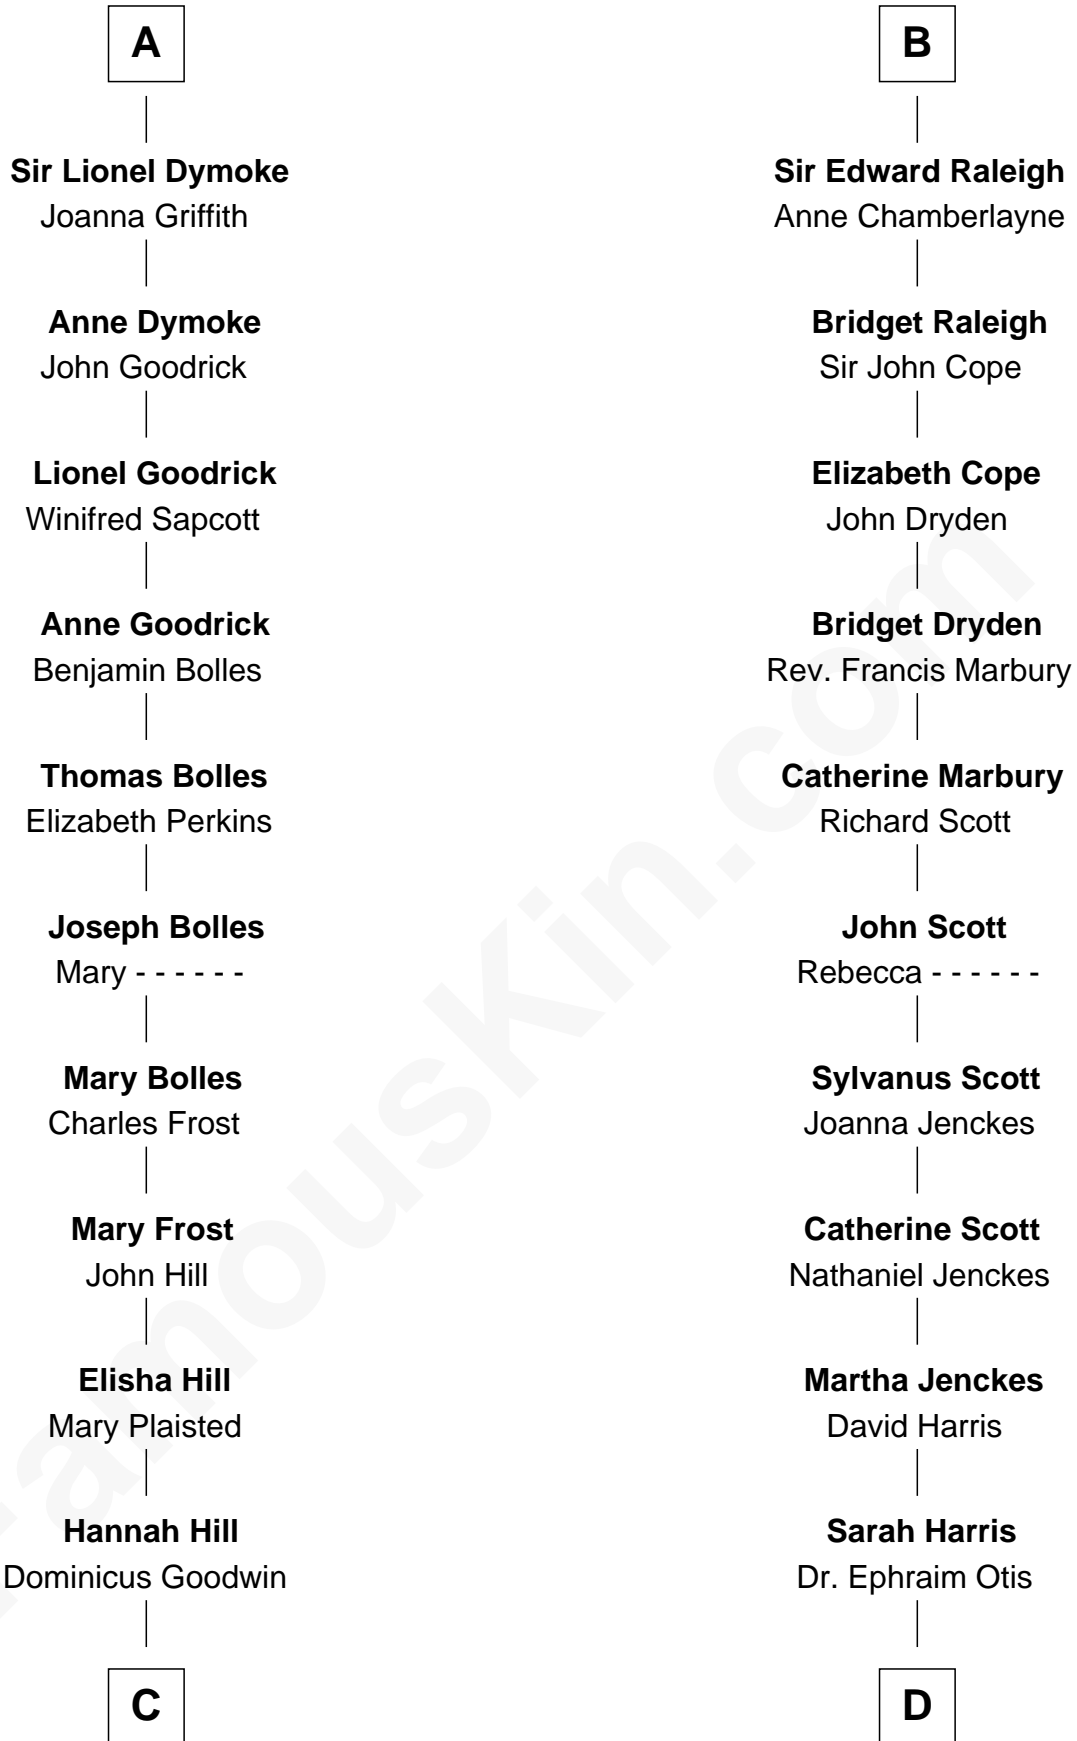 A
Sir Lionel Dymoke
Joanna Griffith
Anne Dymoke
John Goodrick
Lionel Goodrick
Winifred Sapcott
Anne Goodrick
Benjamin Bolles
Thomas Bolles
Elizabeth Perkins
Joseph Bolles
Mary - - - - - -
Mary Bolles
Charles Frost
Mary Frost
John Hill
Elisha Hill
Mary Plaisted
Hannah Hill
Dominicus Goodwin
C
B
Sir Edward Raleigh
Anne Chamberlayne
Bridget Raleigh
Sir John Cope
Elizabeth Cope
John Dryden
Bridget Dryden
Rev. Francis Marbury
Catherine Marbury
Richard Scott
John Scott
Rebecca - - - - - -
Sylvanus Scott
Joanna Jenckes
Catherine Scott
Nathaniel Jenckes
Martha Jenckes
David Harris
Sarah Harris
Dr. Ephraim Otis
D
FamousKin.com